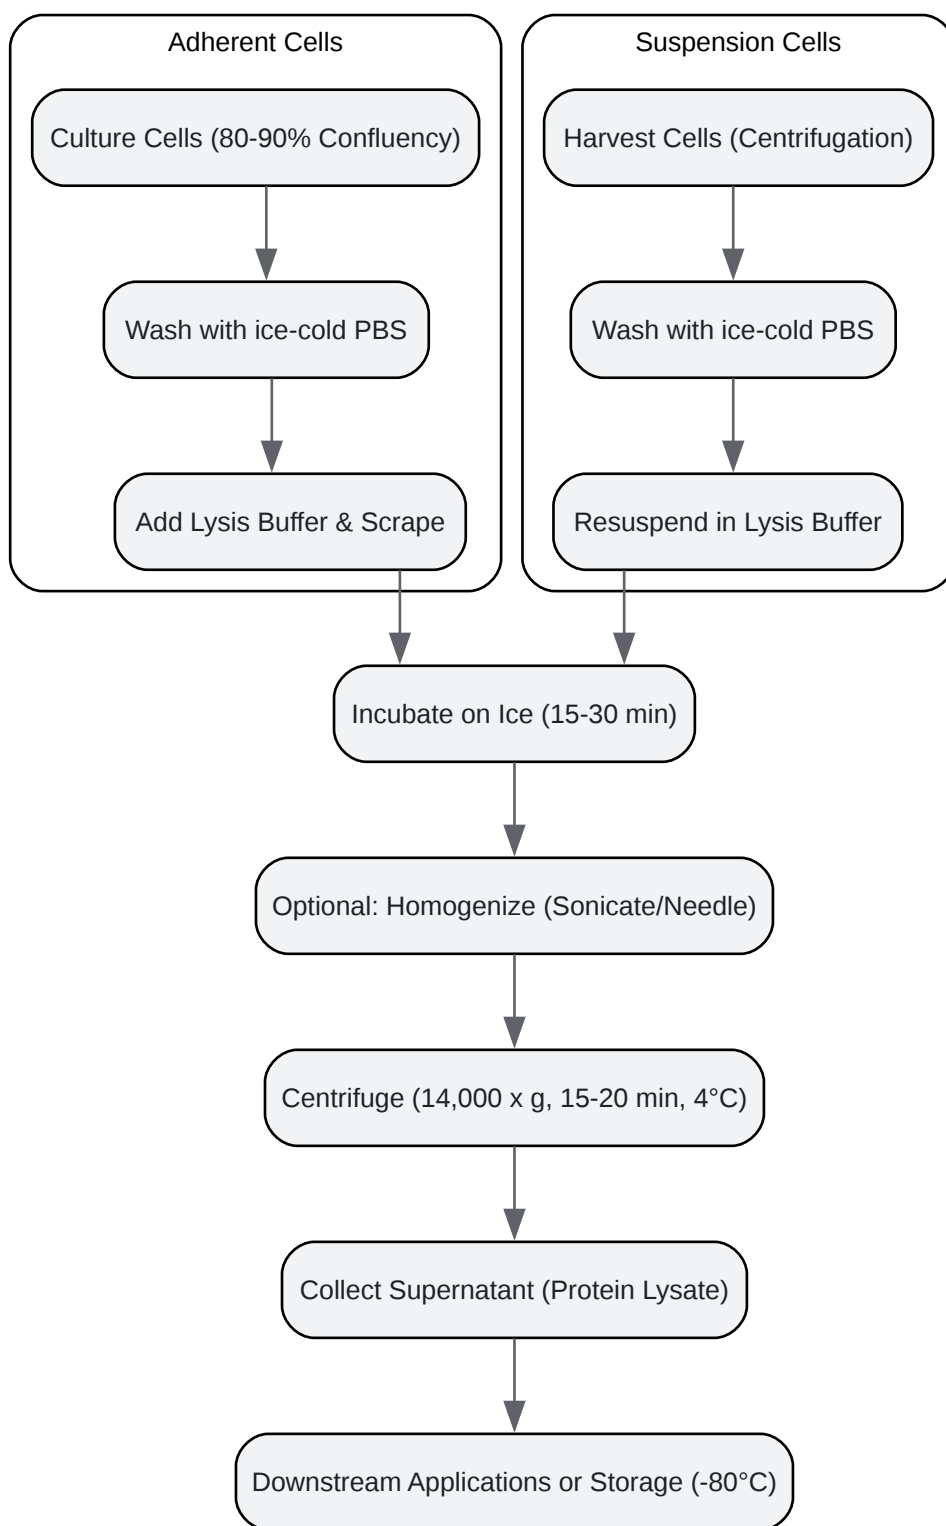 Adherent Cells
Culture Cells (80-90% Confluency)
Wash with ice-cold PBS
Add Lysis Buffer & Scrape
Suspension Cells
Harvest Cells (Centrifugation)
Wash with ice-cold PBS
Resuspend in Lysis Buffer
Incubate on Ice (15-30 min)
Optional: Homogenize (Sonicate/Needle)
Centrifuge (14,000 x g, 15-20 min, 4°C)
Collect Supernatant (Protein Lysate)
Downstream Applications or Storage (-80°C)